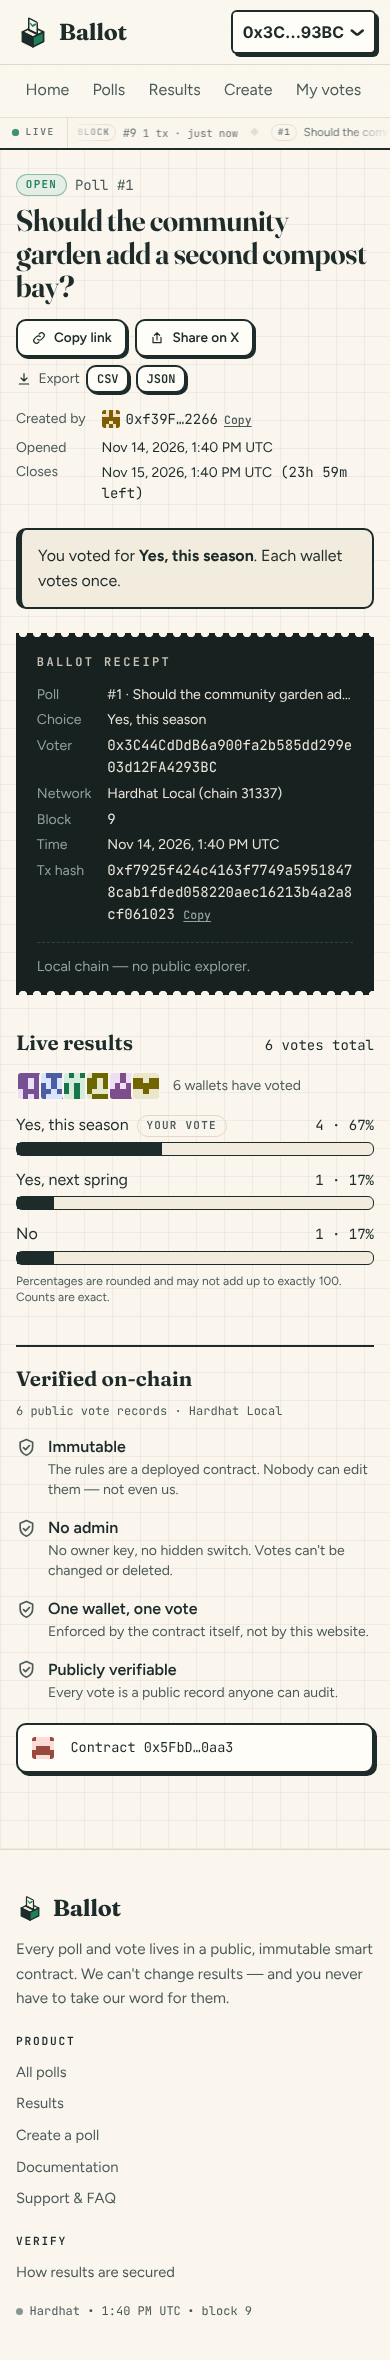 Ballot
0x3C…93BC
Home Polls Results Create My votes
LIVE BLOCK #9 1 tx · just now #1 Should the com
OPEN Poll #1
Should the community
garden add a second compost
bay?
Copy link Share on X
Export CSV JSON
Created by 0xf39F…2266 Copy
Opened Nov 14, 2026, 1:40 PM UTC
Closes Nov 15, 2026, 1:40 PM UTC (23h 59m
left)
You voted for Yes, this season. Each wallet
votes once.
BALLOT RECEIPT
Poll #1 · Should the community garden ad…
Choice Yes, this season
Voter 0x3C44CdDdB6a900fa2b585dd299e
03d12FA4293BC
Network Hardhat Local (chain 31337)
Block 9
Time Nov 14, 2026, 1:40 PM UTC
Tx hash 0xf7925f424c4163f7749a5951847
8cab1fded058220aec16213b4a2a8
cf061023 Copy
Local chain — no public explorer.
Live results 6 votes total
6 wallets have voted
Yes, this season YOUR VOTE 4 · 67%
Yes, next spring 1 · 17%
No 1 · 17%
Percentages are rounded and may not add up to exactly 100.
Counts are exact.
Verified on-chain
6 public vote records · Hardhat Local
Immutable
The rules are a deployed contract. Nobody can edit
them — not even us.
No admin
No owner key, no hidden switch. Votes can't be
changed or deleted.
One wallet, one vote
Enforced by the contract itself, not by this website.
Publicly verifiable
Every vote is a public record anyone can audit.
Contract 0x5FbD…0aa3
Ballot
Every poll and vote lives in a public, immutable smart
contract. We can't change results — and you never
have to take our word for them.
PRODUCT
All polls
Results
Create a poll
Documentation
Support & FAQ
VERIFY
How results are secured
Hardhat • 1:40 PM UTC • block 9